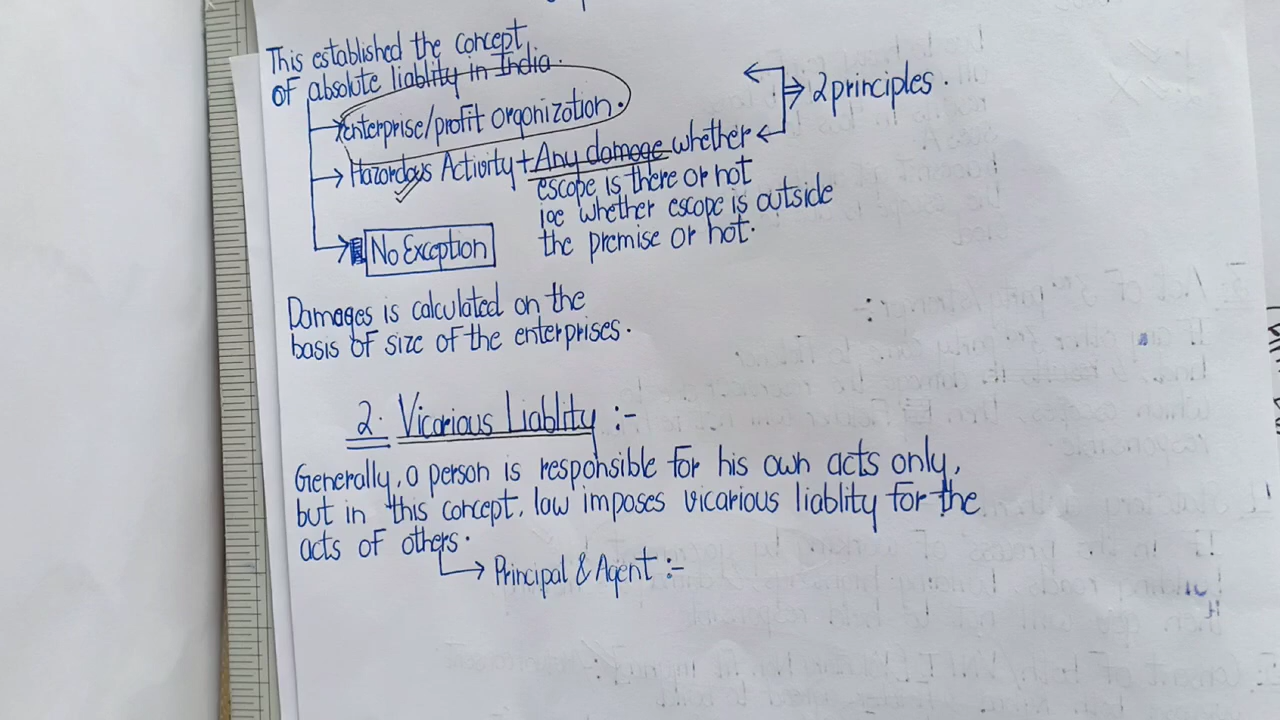 This established the concept
of absolute liablity in India.
Enterprise/profit organization.
2 principles.
Hazardous Activity + Any damage whether
escape is there or not
ie whether escape is outside
the premise or not.
No Exception
Damages is calculated on the
basis of size of the enterprises.
2. Vicarious Liablity :-
Generally, a person is responsible for his own acts only,
but in this concept, law imposes vicarious liablity for the
acts of others.
Principal & Agent :-